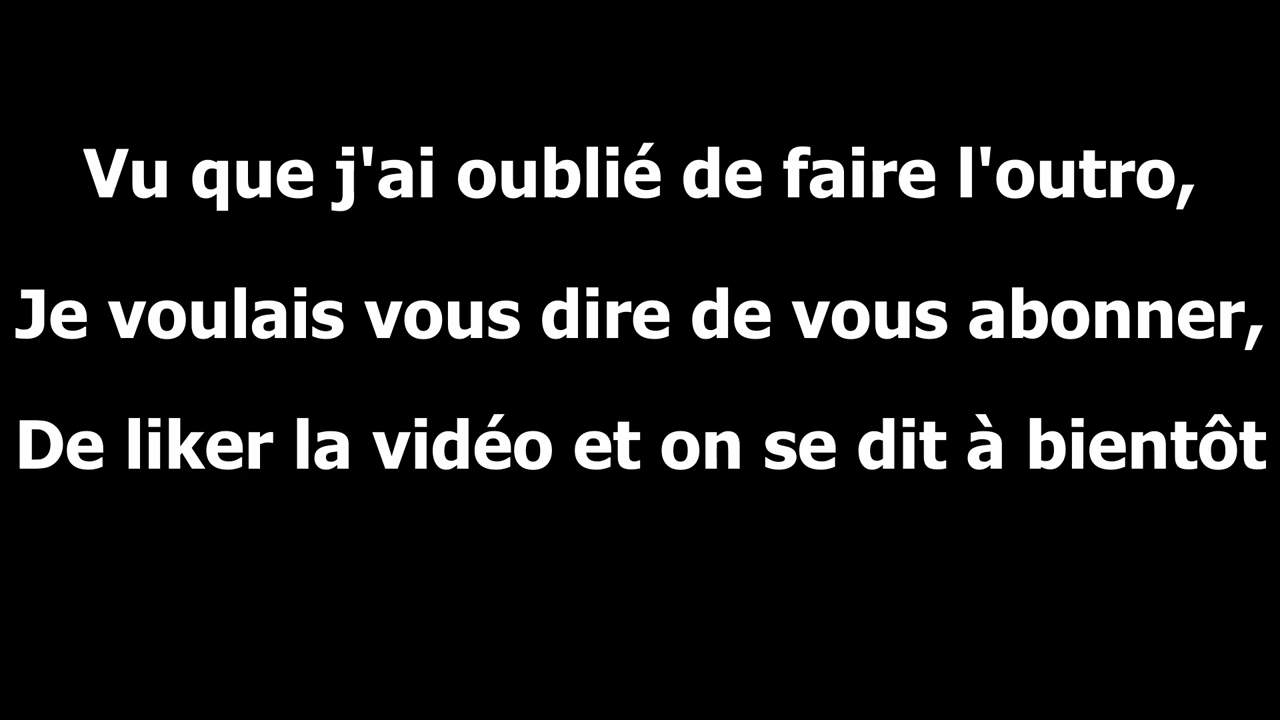 Vu que j'ai oublié de faire l'outro,
Je voulais vous dire de vous abonner,
De liker la vidéo et on se dit à bientôt